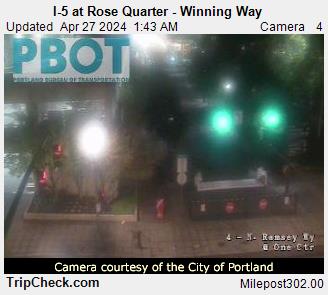 I-5 at Rose Quarter - Winning Way
Updated Apr 27 2024 1:43 AM Camera 4
PBOT
PORTLAND BUREAU OF TRANSPORTATION
4 - N. Ramsey Wy
@ One Ctr
Camera courtesy of the City of Portland
TripCheck.com Milepost302.00